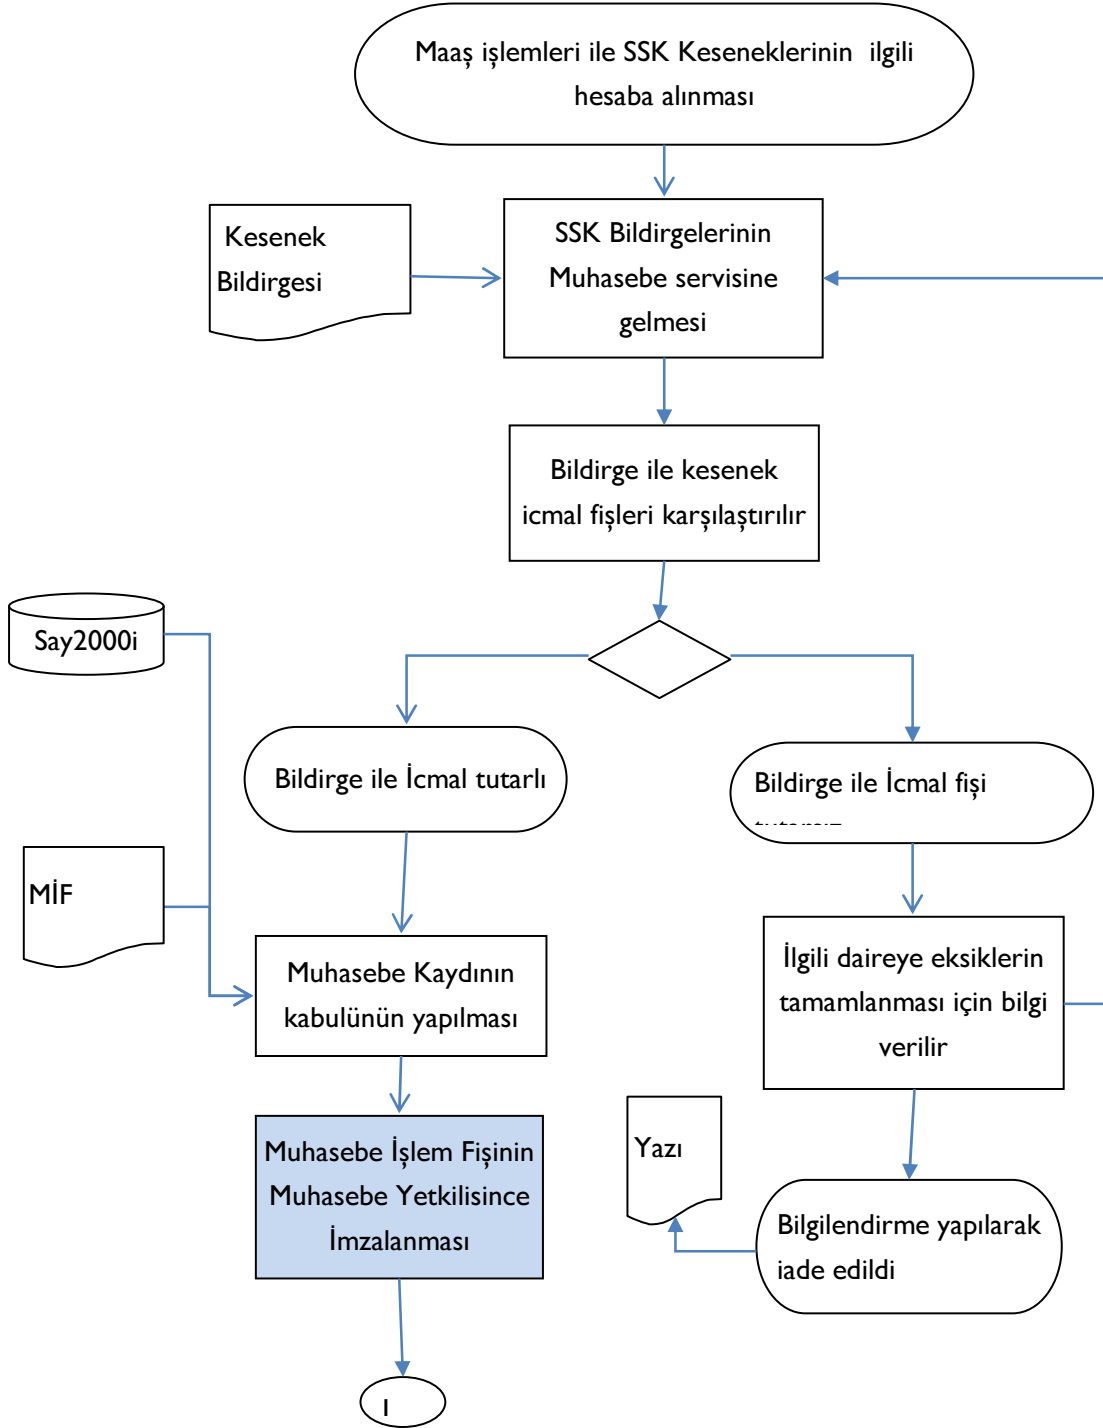 Maaş işlemleri ile SSK Keseneklerinin ilgili
hesaba alınması
Kesenek
Bildirgesi
SSK Bildirgelerinin
Muhasebe servisine
gelmesi
Bildirge ile kesenek
icmal fişleri karşılaştırılır
Say2000i
Bildirge ile İcmal tutarlı
Bildirge ile İcmal fişi
MİF
Muhasebe Kaydının
kabulünün yapılması
İlgili daireye eksiklerin
tamamlanması için bilgi
verilir
Muhasebe İşlem Fişinin
Muhasebe Yetkilisince
İmzalanması
Yazı
Bilgilendirme yapılarak
iade edildi
1